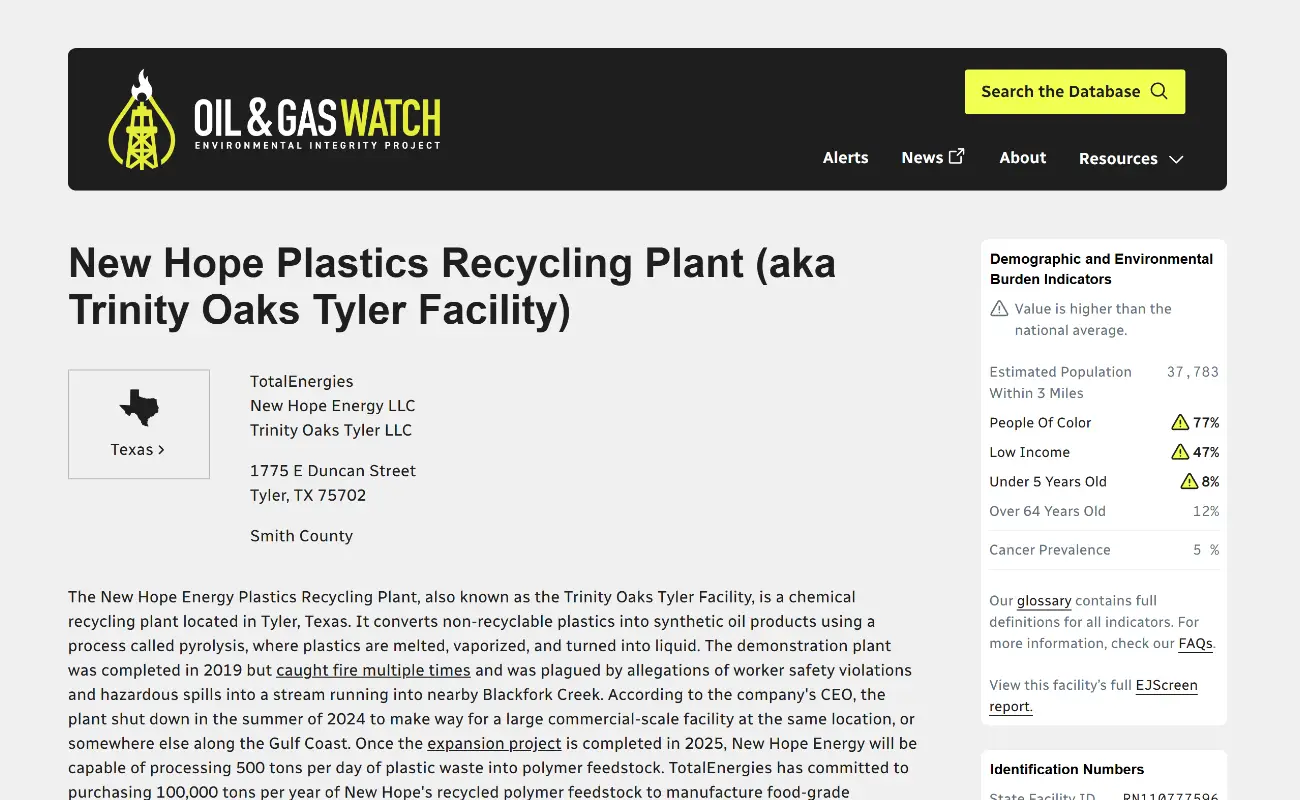 OIL & GAS WATCH
ENVIRONMENTAL INTEGRITY PROJECT
Search the Database
Alerts
News
About
Resources
New Hope Plastics Recycling Plant (aka
Trinity Oaks Tyler Facility)
Texas >
TotalEnergies
New Hope Energy LLC
Trinity Oaks Tyler LLC
1775 E Duncan Street
Tyler, TX 75702
Smith County
The New Hope Energy Plastics Recycling Plant, also known as the Trinity Oaks Tyler Facility, is a chemical
recycling plant located in Tyler, Texas. It converts non-recyclable plastics into synthetic oil products using a
process called pyrolysis, where plastics are melted, vaporized, and turned into liquid. The demonstration plant
was completed in 2019 but caught fire multiple times and was plagued by allegations of worker safety violations
and hazardous spills into a stream running into nearby Blackfork Creek. According to the company's CEO, the
plant shut down in the summer of 2024 to make way for a large commercial-scale facility at the same location, or
somewhere else along the Gulf Coast. Once the expansion project is completed in 2025, New Hope Energy will be
capable of processing 500 tons per day of plastic waste into polymer feedstock. TotalEnergies has committed to
purchasing 100,000 tons per year of New Hope's recycled polymer feedstock to manufacture food-grade
Demographic and Environmental
Burden Indicators
Value is higher than the
national average.
Estimated Population 37,783
Within 3 Miles
People Of Color 77%
Low Income 47%
Under 5 Years Old 8%
Over 64 Years Old 12%
Cancer Prevalence 5 %
Our glossary contains full
definitions for all indicators. For
more information, check our FAQs.
View this facility's full EJScreen
report.
Identification Numbers
State Facility ID RN110777596